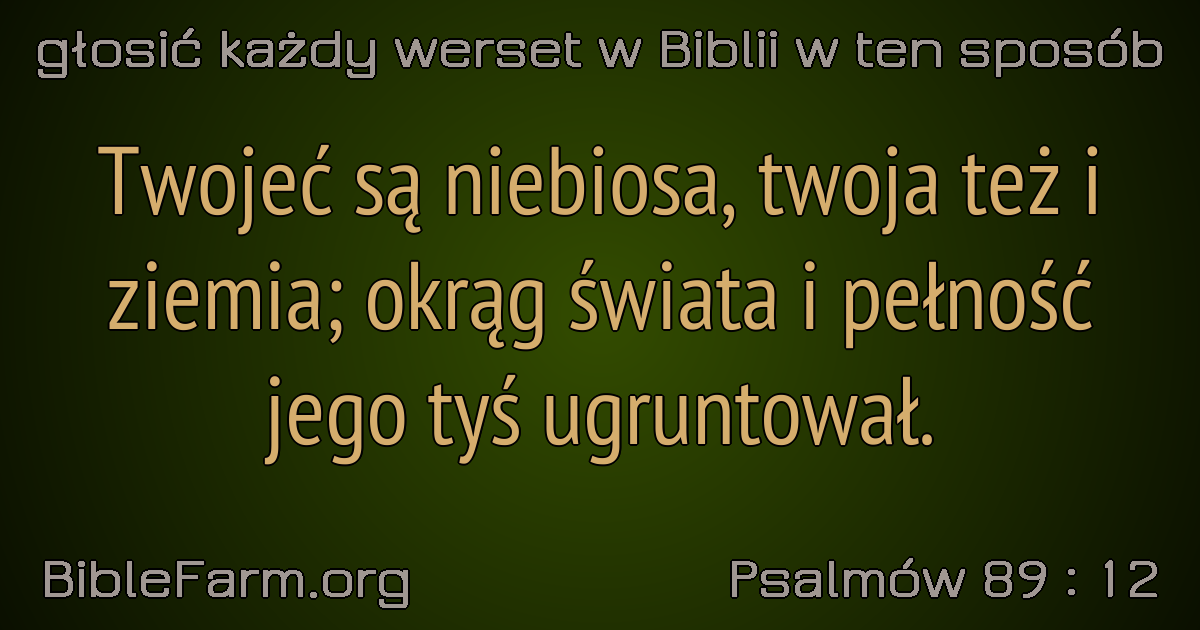 głosić każdy werset w Biblii w ten sposób
Twojeć są niebiosa, twoja też i
ziemia; okrąg świata i pełność
jego tyś ugruntował.
BibleFarm.org
Psalmów 89 : 12